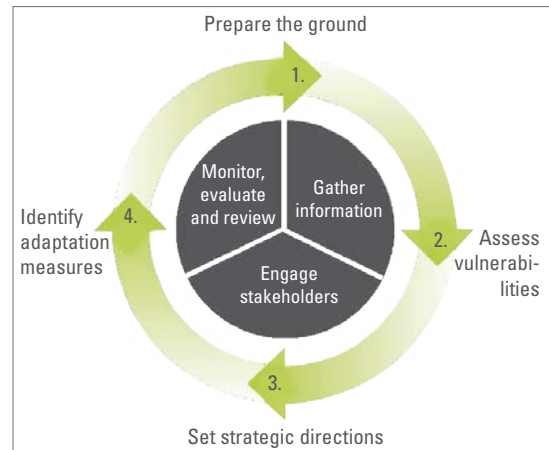 Prepare the ground
1.
Monitor,
evaluate
and review
Gather
information
Identify
adaptation
measures
4.
2.
Assess
vulnerabi-
lities
Engage
stakeholders
3.
Set strategic directions